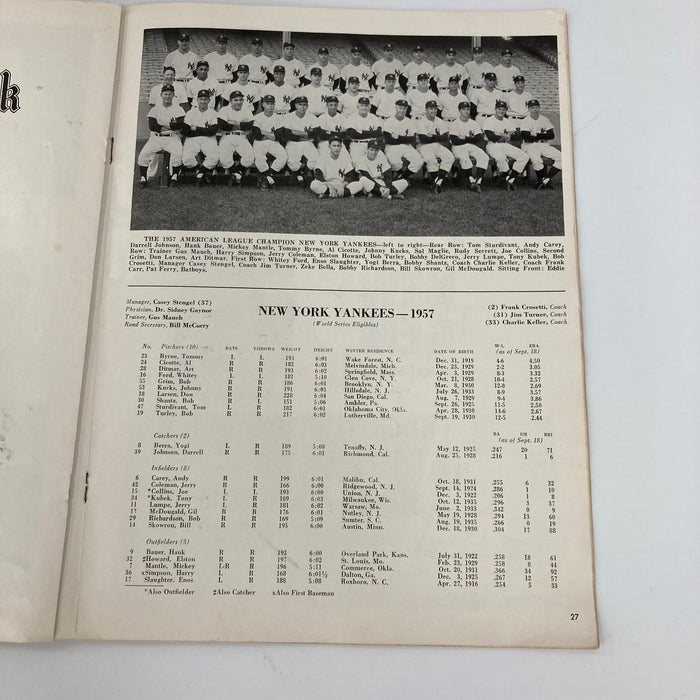 k
THE 1957 AMERICAN LEAGUE CHAMPION NEW YORK YANKEES—left to right—Rear Row: Tom Sturdivant, Andy Carey,
Darrell Johnson, Hank Bauer, Mickey Mantle, Tommy Byrne, Al Cicotte, Johnny Kucks, Sal Maglie, Rudy Serrett, Joe Collins, Second
Row: Trainer Gus Mauch, Harry Simpson, Jerry Coleman, Elston Howard, Bob Turley, Bobby DelGreco, Jerry Lumpe, Tony Kubek, Bob
Grim, Don Larsen, Art Ditmar, First Row: Whitey Ford, Enos Slaughter, Yogi Berra, Bobby Shantz, Coach Charlie Keller, Coach Frank
Crosetti, Manager Casey Stengel, Coach Jim Turner, Zeke Bella, Bobby Richardson, Bill Skowron, Gil McDougald. Sitting Front: Eddie
Carr, Pat Ferry, Batboys.
Manager, Casey Stengel (37)
Physician, Dr. Sidney Gaynor
Trainer, Gus Mauch
Road Secretary, Bill McCorry
NEW YORK YANKEES—1957
(World Series Eligibles)
(2) Frank Crosetti, Coach
(31) Jim Turner, Coach
(33) Charlie Keller, Coach
No. Pitchers (10) BATS THROWS WEIGHT HEIGHT WINTER RESIDENCE DATE OF BIRTH W-L ERA
(as of Sept. 18)
23 Byrne, Tommy L L 193 6:01 Wake Forest, N. C. Dec. 31, 1919 4-6 4.50
24 Cicotte, Al R R 182 6:03 Melvindale, Mich. Dec. 23, 1929 2-2 3.05
28 Ditmar, Art R R 193 6:02 Springfield, Mass. Apr. 3, 1929 8-3 3.32
16 Ford, Whitey L L 183 5:10 Glen Cove, N. Y. Oct. 21, 1928 10-4 2.57
55 Grim, Bob R R 186 6:01 Brooklyn, N. Y. Mar. 8, 1930 12-8 2.69
53 Kucks, Johnny R R 191 6:03 Hillsdale, N. J. July 26, 1933 8-9 3.57
18 Larsen, Don R R 228 6:04 San Diego, Cal. Aug. 7, 1929 9-4 3.86
30 Shantz, Bob R L 151 5:06 Ambler, Pa. Sept. 26, 1925 11-5 2.50
47 Sturdivant, Tom L R 182 6:01 Oklahoma City, Okla. Apr. 28, 1930 14-6 2.67
19 Turley, Bob R R 217 6:02 Lutherville, Md. Sept. 19, 1930 12-5 2.44
Catchers (2) BA HR RBI
(as of Sept. 18)
8 Berra, Yogi L R 189 5:08 Tenafly, N. J. May 12, 1925 .247 20 71
39 Johnson, Darrell R R 175 6:01 Richmond, Cal. Aug. 25, 1928 .216 1 6
Infielders (8)
6 Carey, Andy R R 199 6:01 Malibu, Cal. Oct. 18, 1931 .255 6 32
42 Coleman, Jerry R R 166 6:00 Ridgewood, N. J. Sept. 14, 1924 .286 1 10
15 *Collins, Joe L L 193 6:00 Union, N. J. Dec. 3, 1922 .206 1 8
34 *Kubek, Tony L R 189 6:03 Milwaukee, Wis. Oct. 12, 1935 .296 3 37
11 Lumpe, Jerry L R 181 6:02 Warsaw, Mo. June 2, 1933 .342 0 9
12 McDougald, Gil R R 176 6:01 Nutley, N. J. May 19, 1928 .294 13 60
29 Richardson, Bob R R 169 5:09 Sumter, S. C. Aug. 19, 1935 .266 0 19
14 Skowron, Bill R R 195 6:00 Austin, Minn. Dec. 18, 1930 .304 17 88
Outfielders (5)
9 Bauer, Hank R R 193 6:00 Overland Park, Kans. July 31, 1922 .258 18 61
32 ♯Howard, Elston R R 197 6:02 St. Louis, Mo. Feb. 23, 1929 .258 8 44
7 Mantle, Mickey L-R R 196 5:11 Commerce, Okla. Oct. 20, 1931 .366 34 92
36 xSimpson, Harry L R 168 6:01½ Dalton, Ga. Dec. 3, 1925 .267 12 57
17 Slaughter, Enos L R 188 5:08 Roxboro, N. C. Apr. 27, 1916 .254 5 33
*Also Outfielder ♯Also Catcher xAlso First Baseman
27